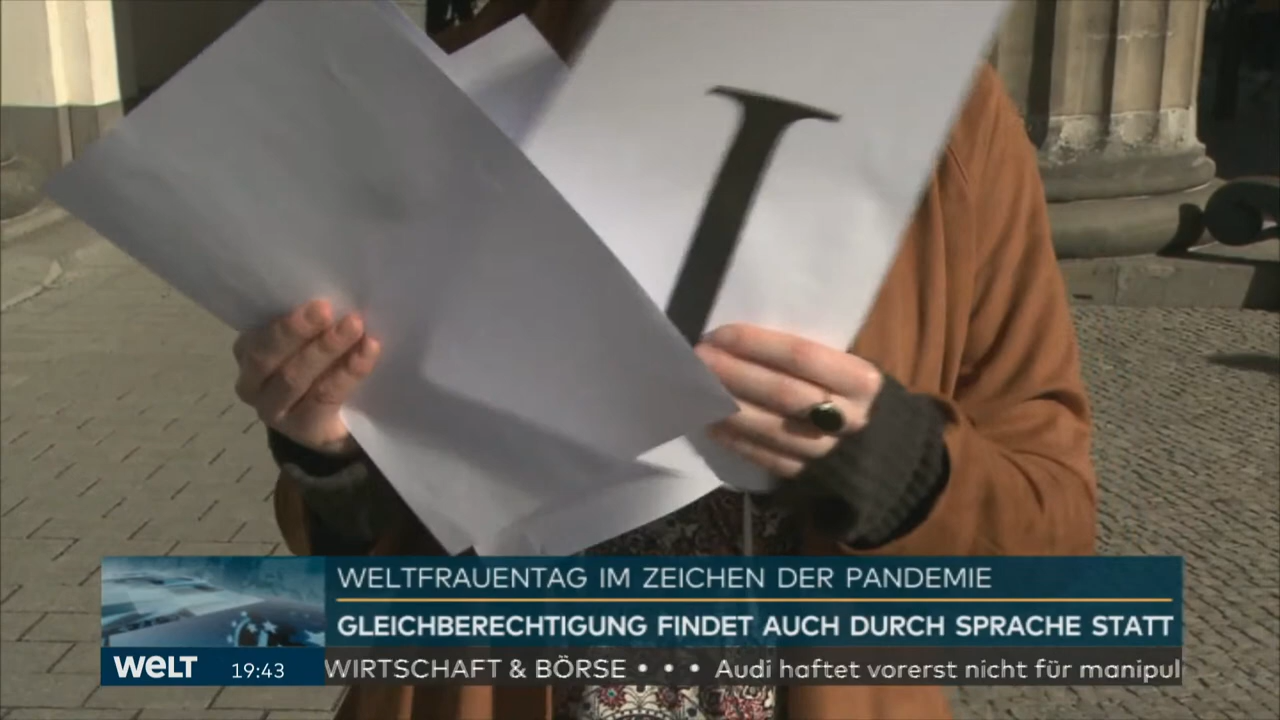 I
WELTFRAUENTAG IM ZEICHEN DER PANDEMIE
GLEICHBERECHTIGUNG FINDET AUCH DURCH SPRACHE STATT
WELT 19:43 WIRTSCHAFT & BÖRSE • • • Audi haftet vorerst nicht für manipul